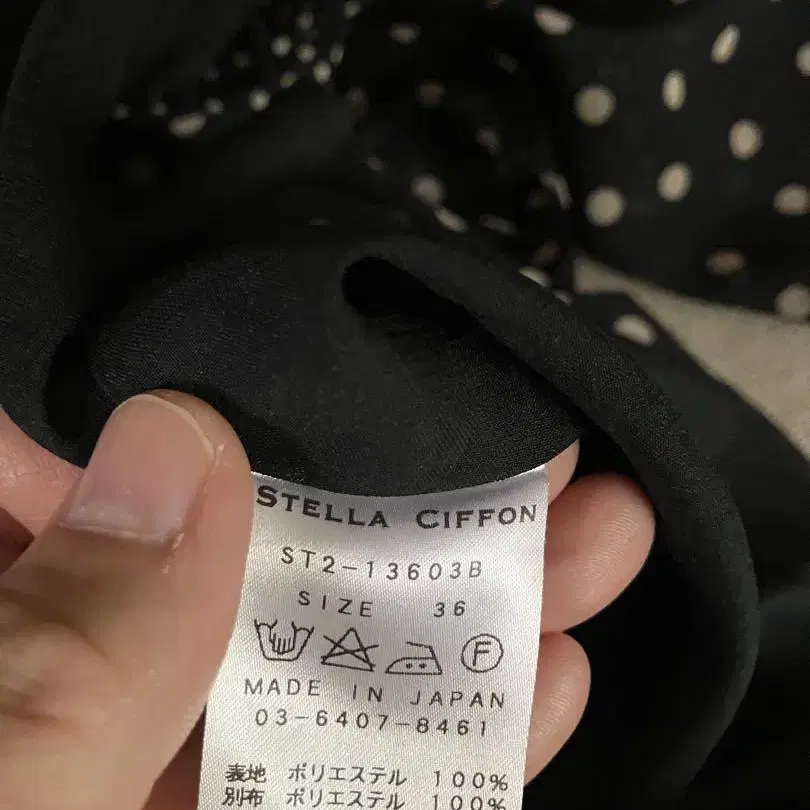 STELLA CIFFON
ST2-13603B
SIZE 36
F
MADE IN JAPAN
03-6407-8461
表地 ポリエステル 100%
別布 ポリエステル 100%